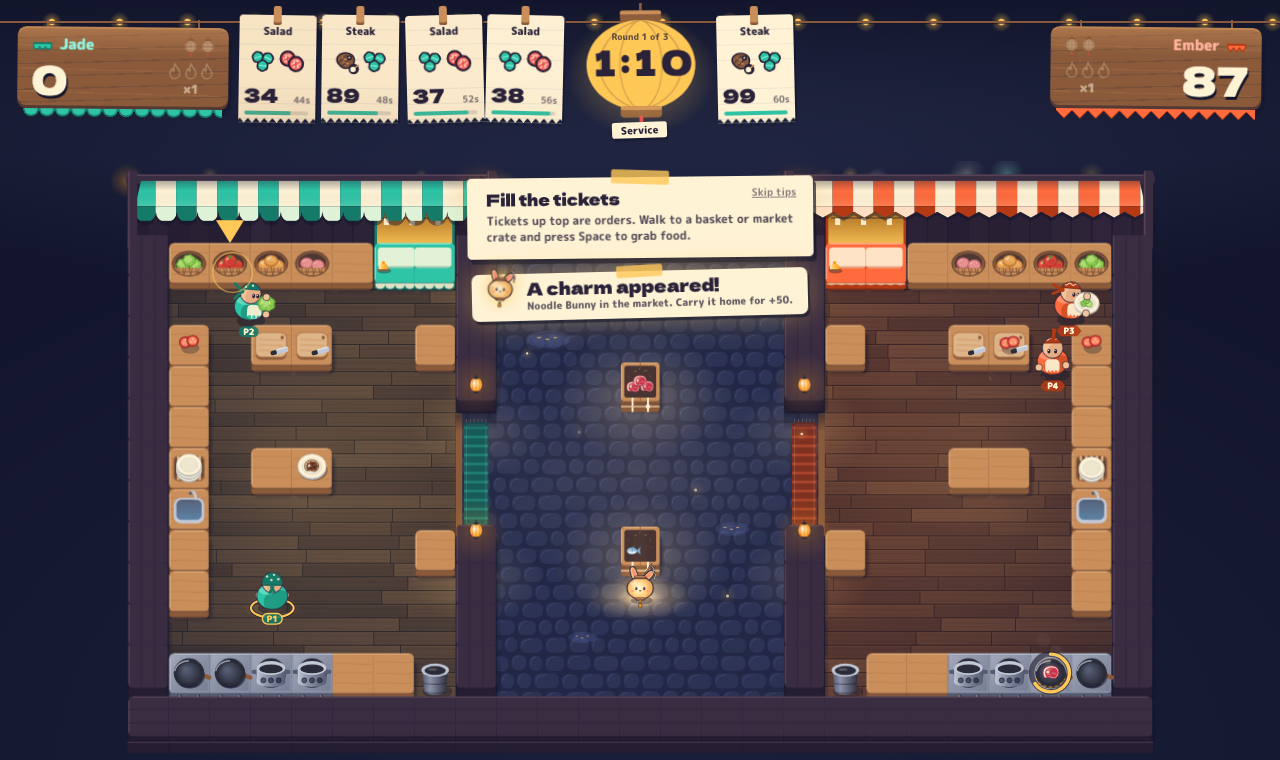 Jade
0
x1
Salad
34
44s
Steak
89
48s
Salad
37
52s
Salad
38
56s
Round 1 of 3
1:10
Service
Steak
99
60s
Ember
x1
87
Fill the tickets
Skip tips
Tickets up top are orders. Walk to a basket or market
crate and press Space to grab food.
A charm appeared!
Noodle Bunny in the market. Carry it home for +50.
P2
P3
P4
P1